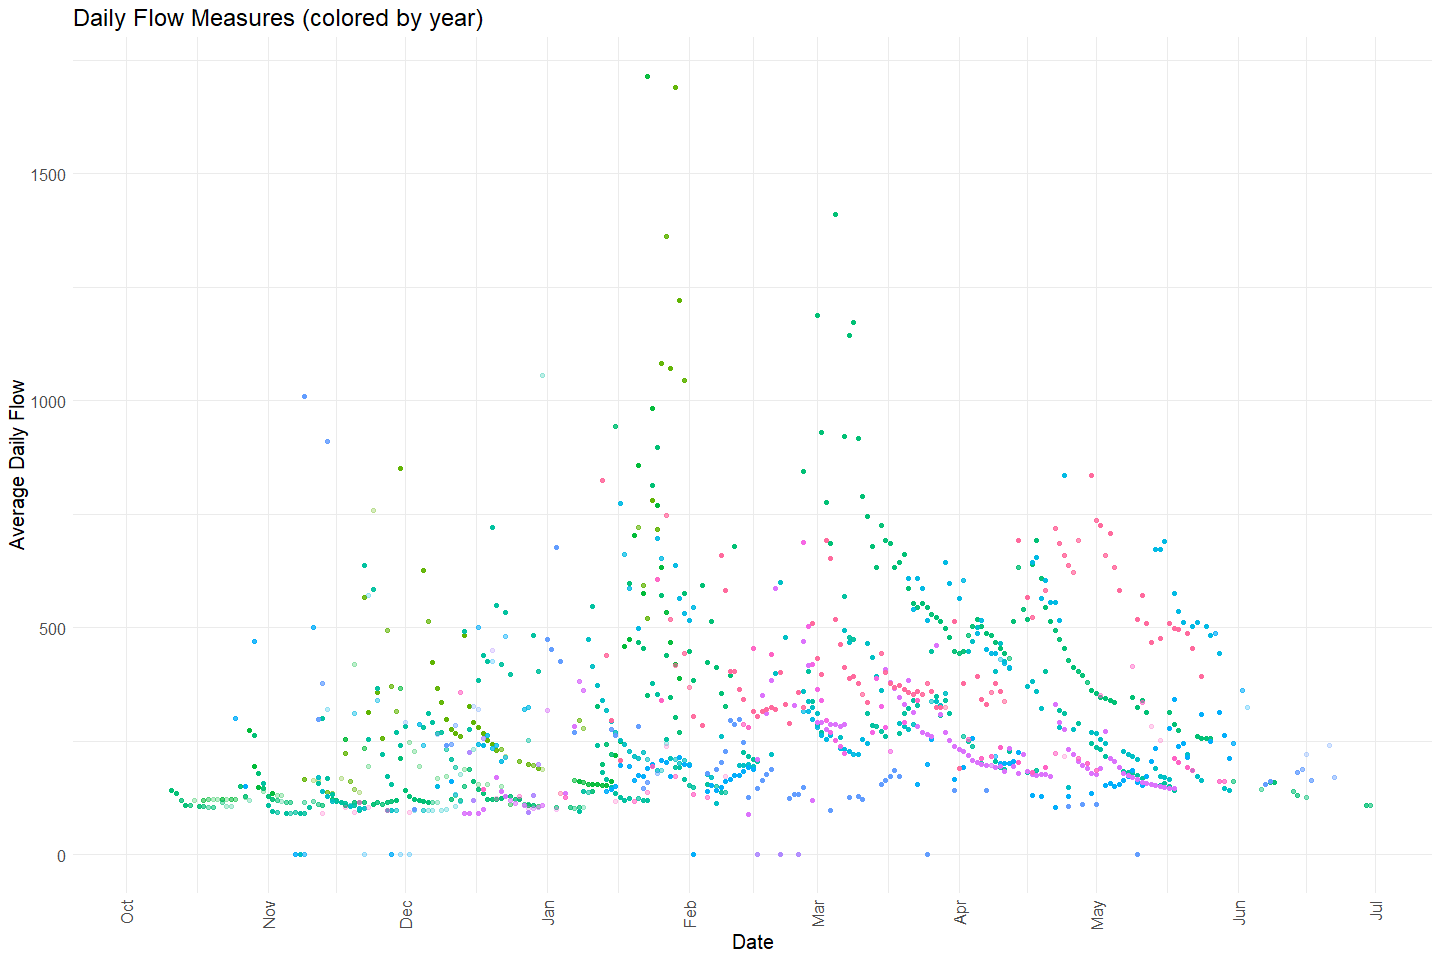 Daily Flow Measures (colored by year)
Average Daily Flow
1500
1000
500
0
Oct
Nov
Dec
Jan
Feb
Mar
Apr
May
Jun
Jul
Date